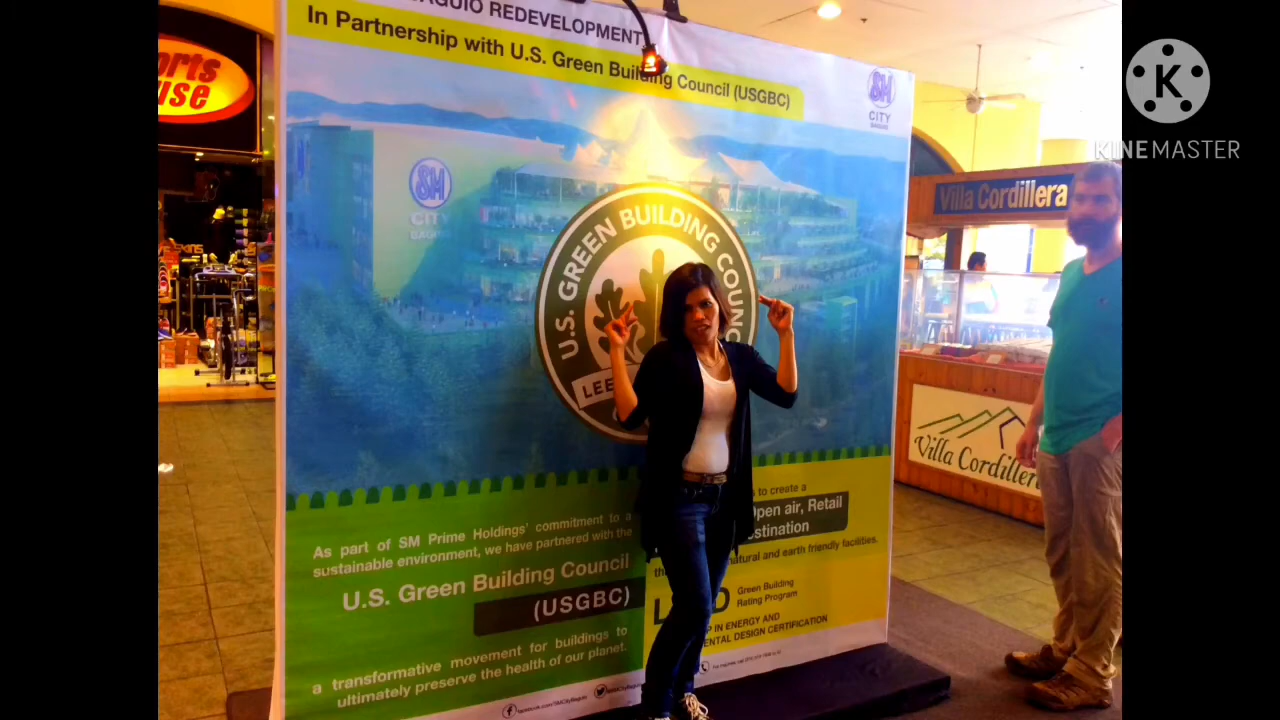 AGUIO REDEVELOPMENT
In Partnership with U.S. Green Building Council (USGBC)
SM
CITY
BAGUIO
orts
use
SM
CITY
U.S. GREEN BUILDING COUNC
LEE
K
KINEMASTER
Villa Cordillera
Villa Cordiller
As part of SM Prime Holdings' commitment to a
sustainable environment, we have partnered with the
U.S. Green Building Council
(USGBC)
a transformative movement for buildings to
ultimately preserve the health of our planet.
to create a
Open air, Retail
estination
natural and earth friendly facilities.
L D
Green Building
Rating Program
P IN ENERGY AND
ENTAL DESIGN CERTIFICATION